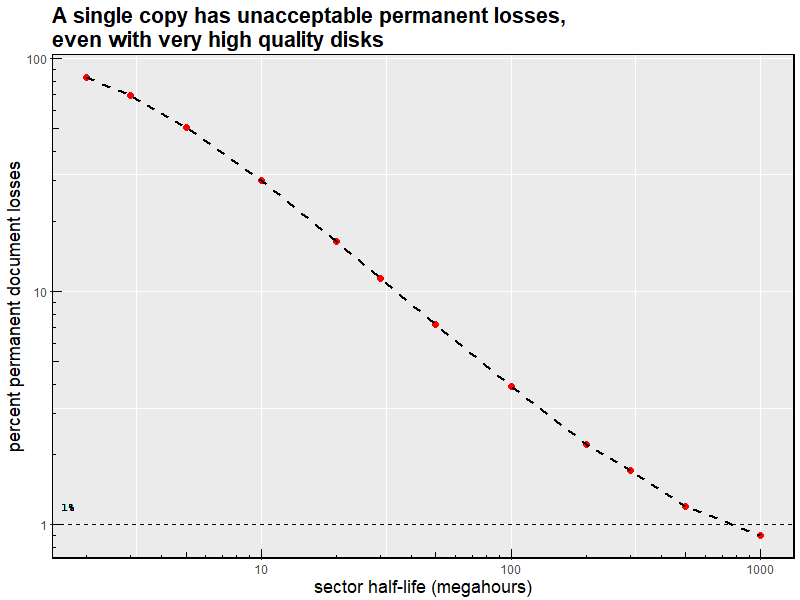 A single copy has unacceptable permanent losses,
even with very high quality disks
percent permanent document losses
100
10
1
1%
10
100
1000
sector half-life (megahours)